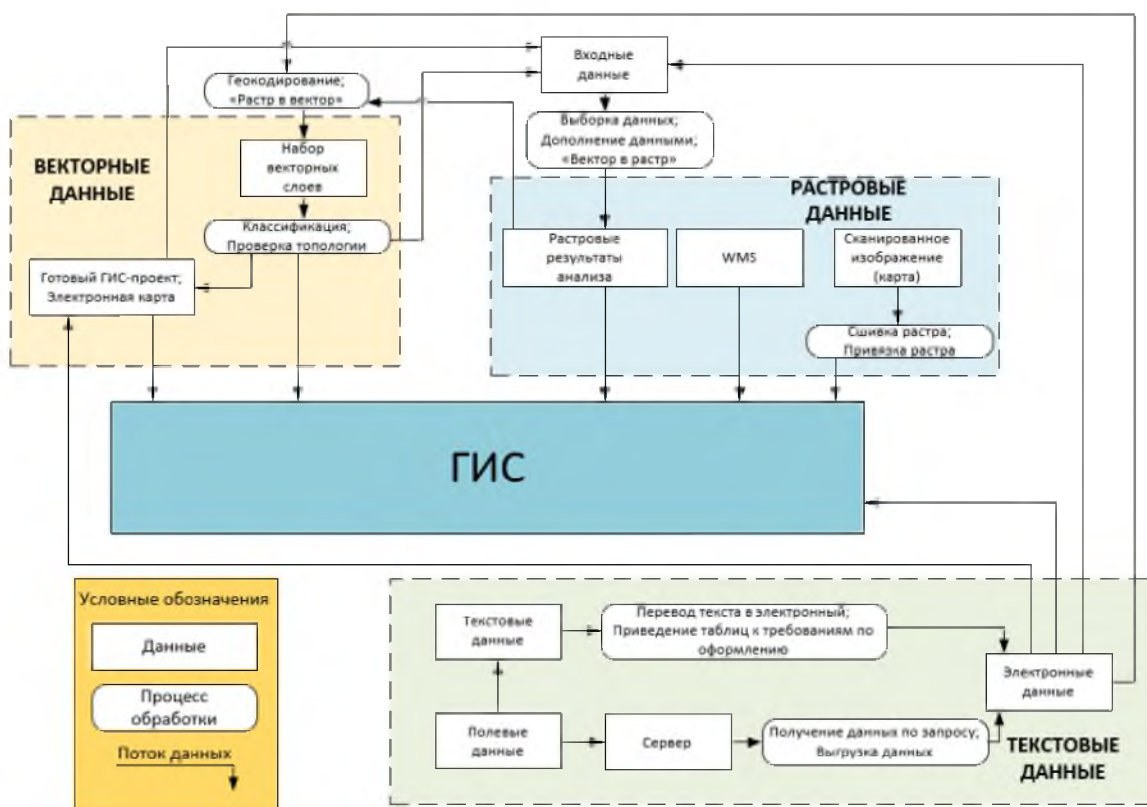 Входные
данные
Геокодирование;
«Растр в вектор»
Выборка данных;
Дополнение данными;
«Вектор в растр»
ВЕКТОРНЫЕ
ДАННЫЕ
Набор
векторных
слоев
Классификация;
Проверка топологии
Готовый ГИС-проект;
Электронная карта
РАСТРОВЫЕ
ДАННЫЕ
Растровые
результаты
анализа
WMS
Сканированное
изображение
(карта)
Сшивка растра;
Привязка растра
ГИС
Условные обозначения
Данные
Процесс
обработки
Поток данных
Текстовые
данные
Перевод текста в электронный;
Приведение таблиц к требованиям по
оформлению
Электронные
данные
Полевые
данные
Сервер
Получение данных по запросу;
Выгрузка данных
ТЕКСТОВЫЕ
ДАННЫЕ